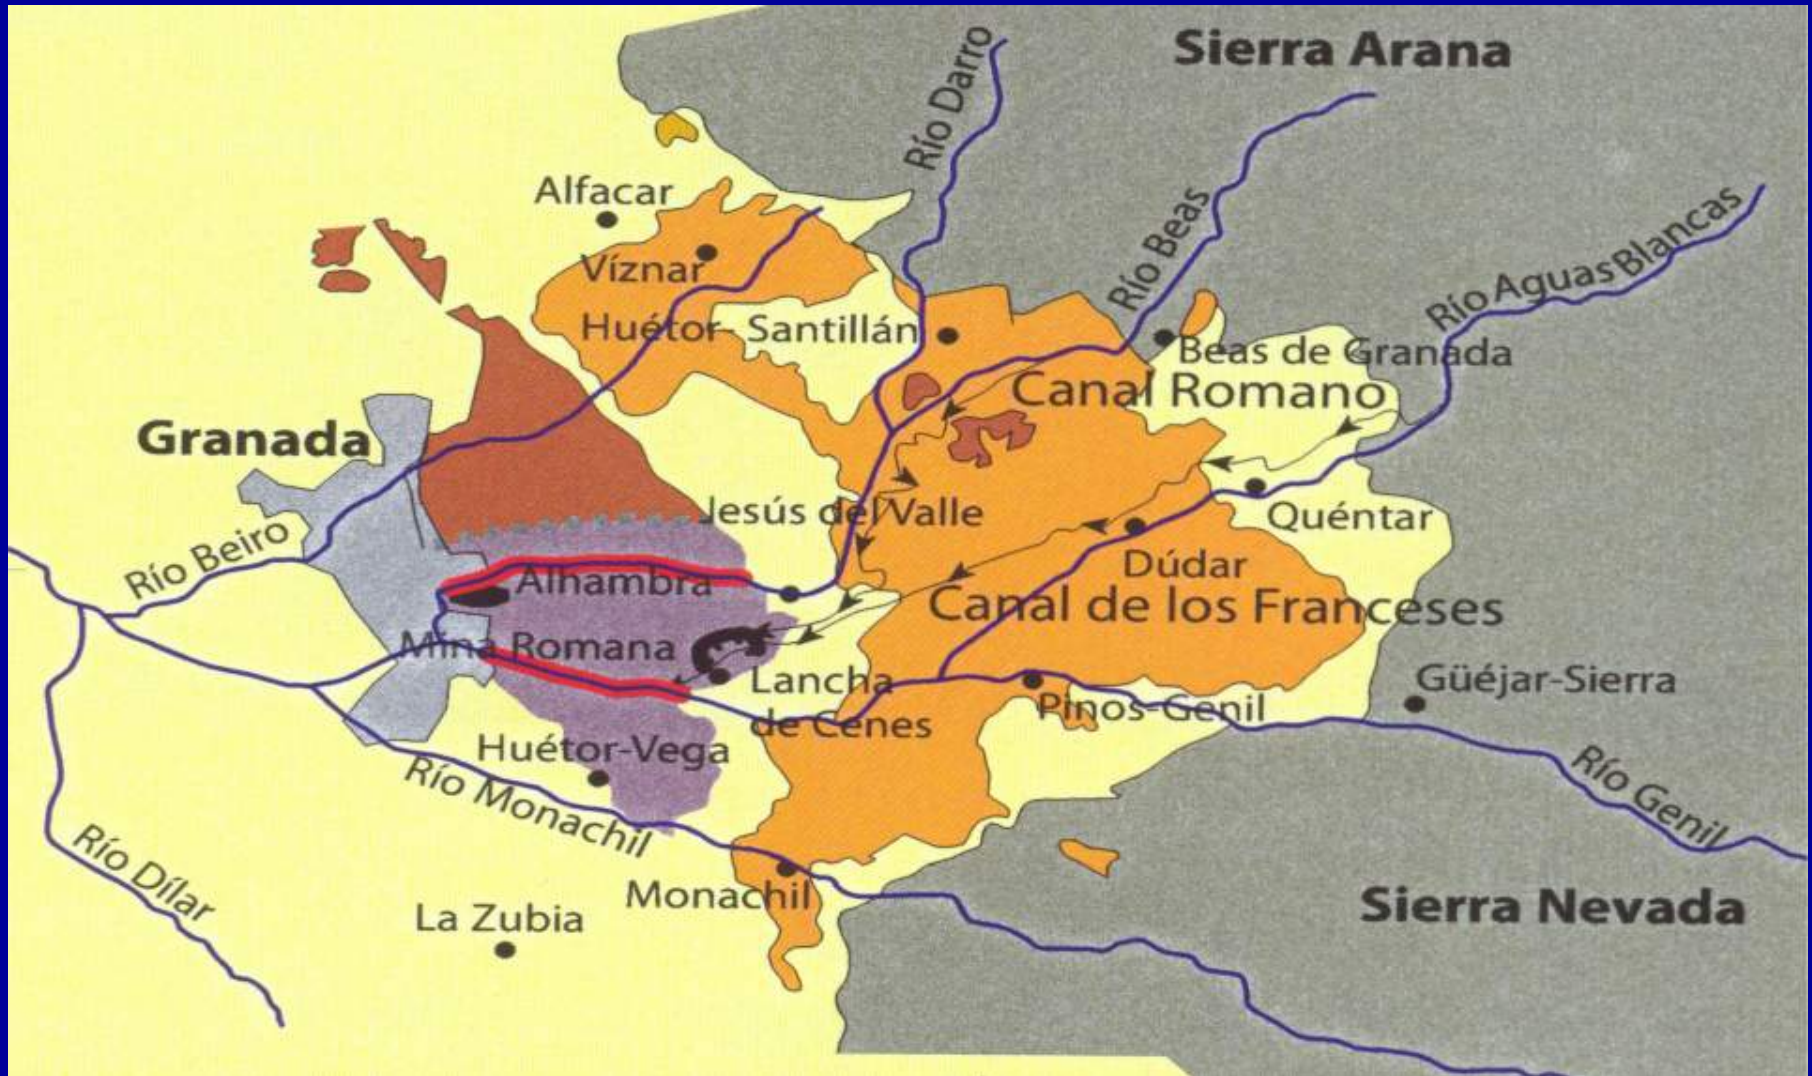 Sierra Arana
Río Darro
Río Beas
Río Aguas Blancas
Alfacar
Víznar
Huétor- Santillán
Beas de Granada
Canal Romano
Granada
Jesús del Valle
Quéntar
Río Beiro
Alhambra
Dúdar
Canal de los Franceses
Mina Romana
Lancha
de Cenes
Pinos-Genil
Güéjar-Sierra
Huétor-Vega
Río Monachil
Río Genil
Río Dílar
Monachil
La Zubia
Sierra Nevada